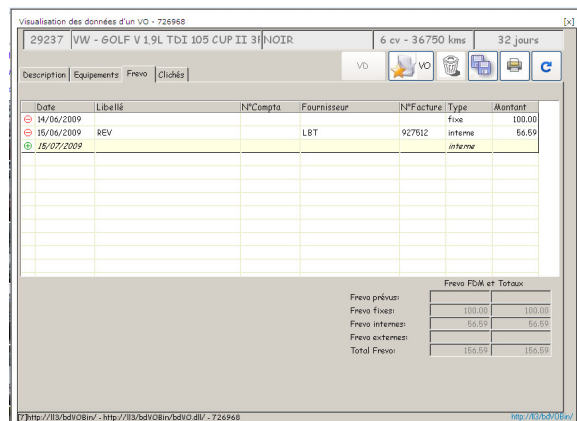 Visualisation des données d'un VO - 726968 [x]
29237 VW - GOLF V 1,9L TDI 105 CUP II 3 NOIR 6 cv - 36750 kms 32 jours
VD VO
Description Equipements Frevo Clichés
Date Libellé N°Compta Fournisseur N°Facture Type Montant
14/06/2009 fixe 100.00
15/06/2009 REV LBT 927512 interne 56.59
15/07/2009 interne
Frevo FDM et Totaux
Frevo prévus:
Frevo fixes: 100.00 100.00
Frevo internes: 56.59 56.59
Frevo externes:
Total Frevo: 156.59 156.59
[7]http://ll3/bdVOBin/ - http://ll3/bdVOBin/bdVO.dll/ - 726968 http://ll3/bdVOBin/